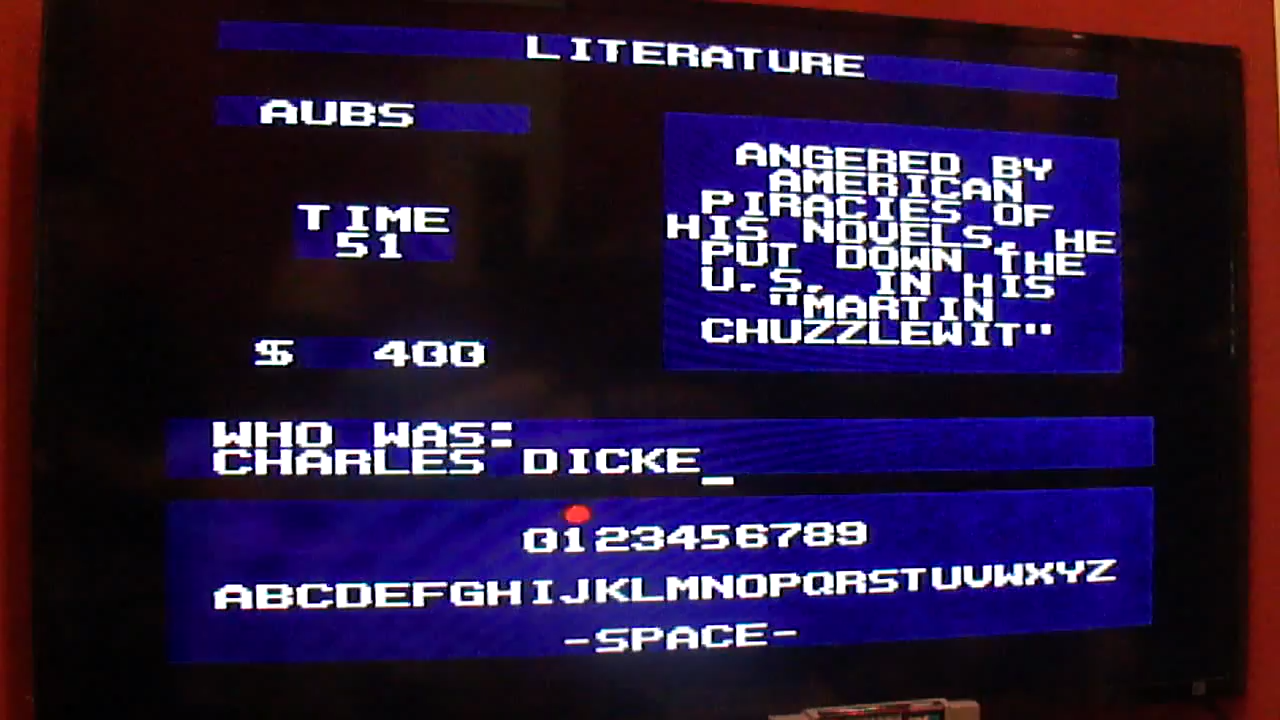 LITERATURE
AUBS
TIME
51
$ 400
ANGERED BY
AMERICAN
PIRACIES OF
HIS NOVELS, HE
PUT DOWN THE
U.S. IN HIS
"MARTIN
CHUZZLEWIT"
WHO WAS:
CHARLES DICKE_
0123456789
ABCDEFGHIJKLMNOPQRSTUVWXYZ
-SPACE-